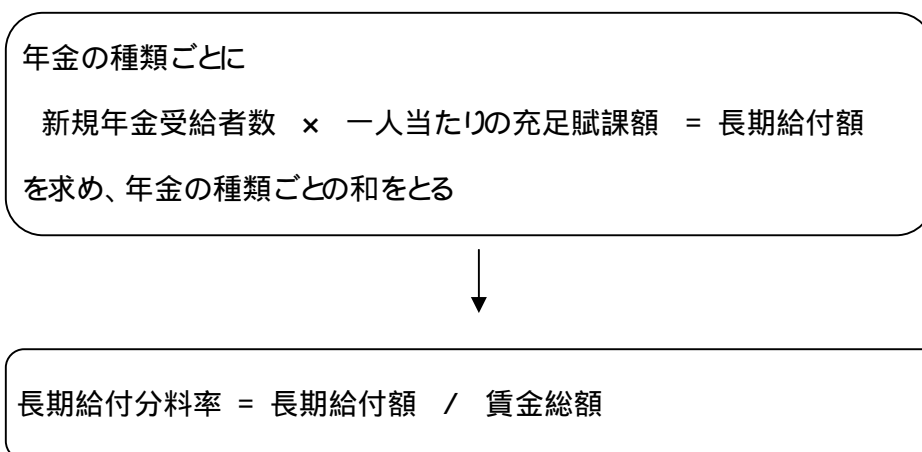 年金の種類ごとに
新規年金受給者数 × 一人当たりの充足賦課額 = 長期給付額
を求め、年金の種類ごとの和をとる
長期給付分料率 = 長期給付額 / 賃金総額